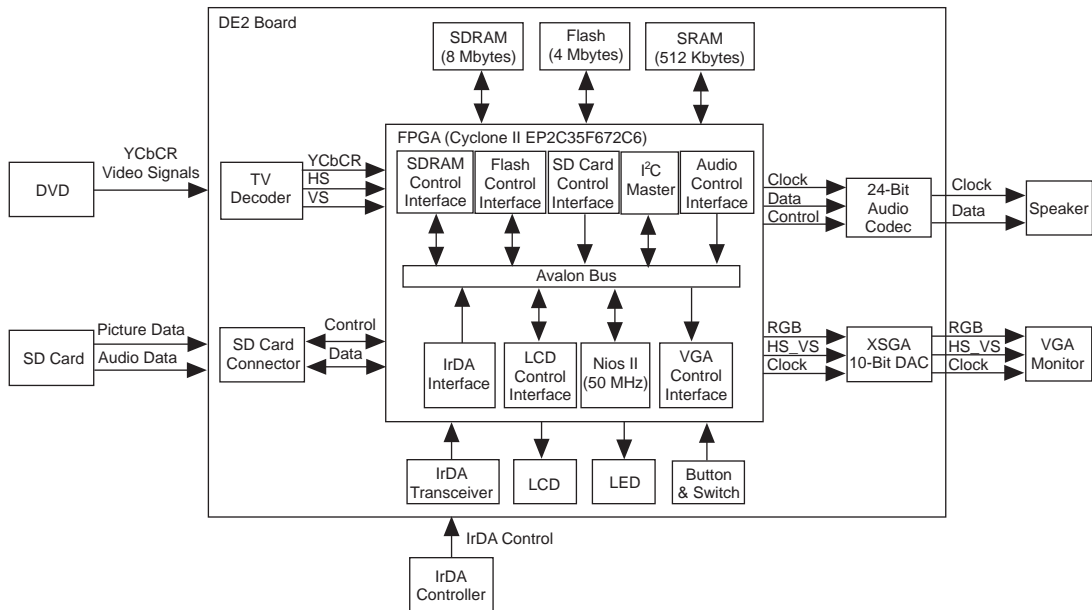 DE2 Board
SDRAM
(8 Mbytes)
Flash
(4 Mbytes)
SRAM
(512 Kbytes)
FPGA (Cyclone II EP2C35F672C6)
DVD
YCbCR
Video Signals
TV
Decoder
YCbCR
HS
VS
SDRAM
Control
Interface
Flash
Control
Interface
SD Card
Control
Interface
I²C
Master
Audio
Control
Interface
Clock
Data
Control
24-Bit
Audio
Codec
Clock
Data
Speaker
Avalon Bus
SD Card
Picture Data
Audio Data
SD Card
Connector
Control
Data
IrDA
Interface
LCD
Control
Interface
Nios II
(50 MHz)
VGA
Control
Interface
RGB
HS_VS
Clock
XSGA
10-Bit DAC
RGB
HS_VS
Clock
VGA
Monitor
IrDA
Transceiver
LCD
LED
Button
& Switch
IrDA Control
IrDA
Controller